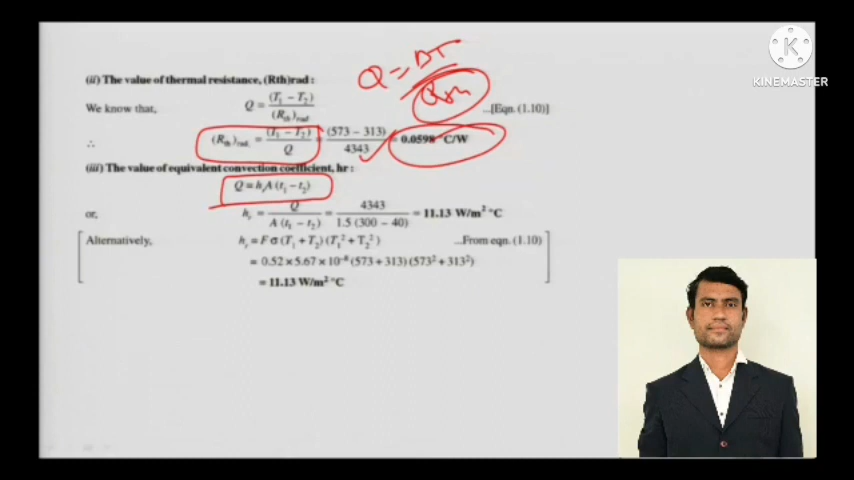 (ii) The value of thermal resistance, (Rth)rad :
We know that, Q = (T₁ – T₂) / (Rth)rad. ...[Eqn. (1.10)]
∴ (Rth)rad. = (T₁ – T₂) / Q = (573 – 313) / 4343 = 0.0598 °C/W
(iii) The value of equivalent convection coefficient, hr :
Q = hrA (t₁ – t₂)
or, hr = Q / A (t₁ – t₂) = 4343 / 1.5 (300 – 40) = 11.13 W/m² °C
Alternatively, hr = F σ (T₁ + T₂) (T₁² + T₂²) ...From eqn. (1.10)
= 0.52 × 5.67 × 10⁻⁸ (573 + 313) (573² + 313²)
= 11.13 W/m² °C
Q = DT / Rth
KINEMASTER